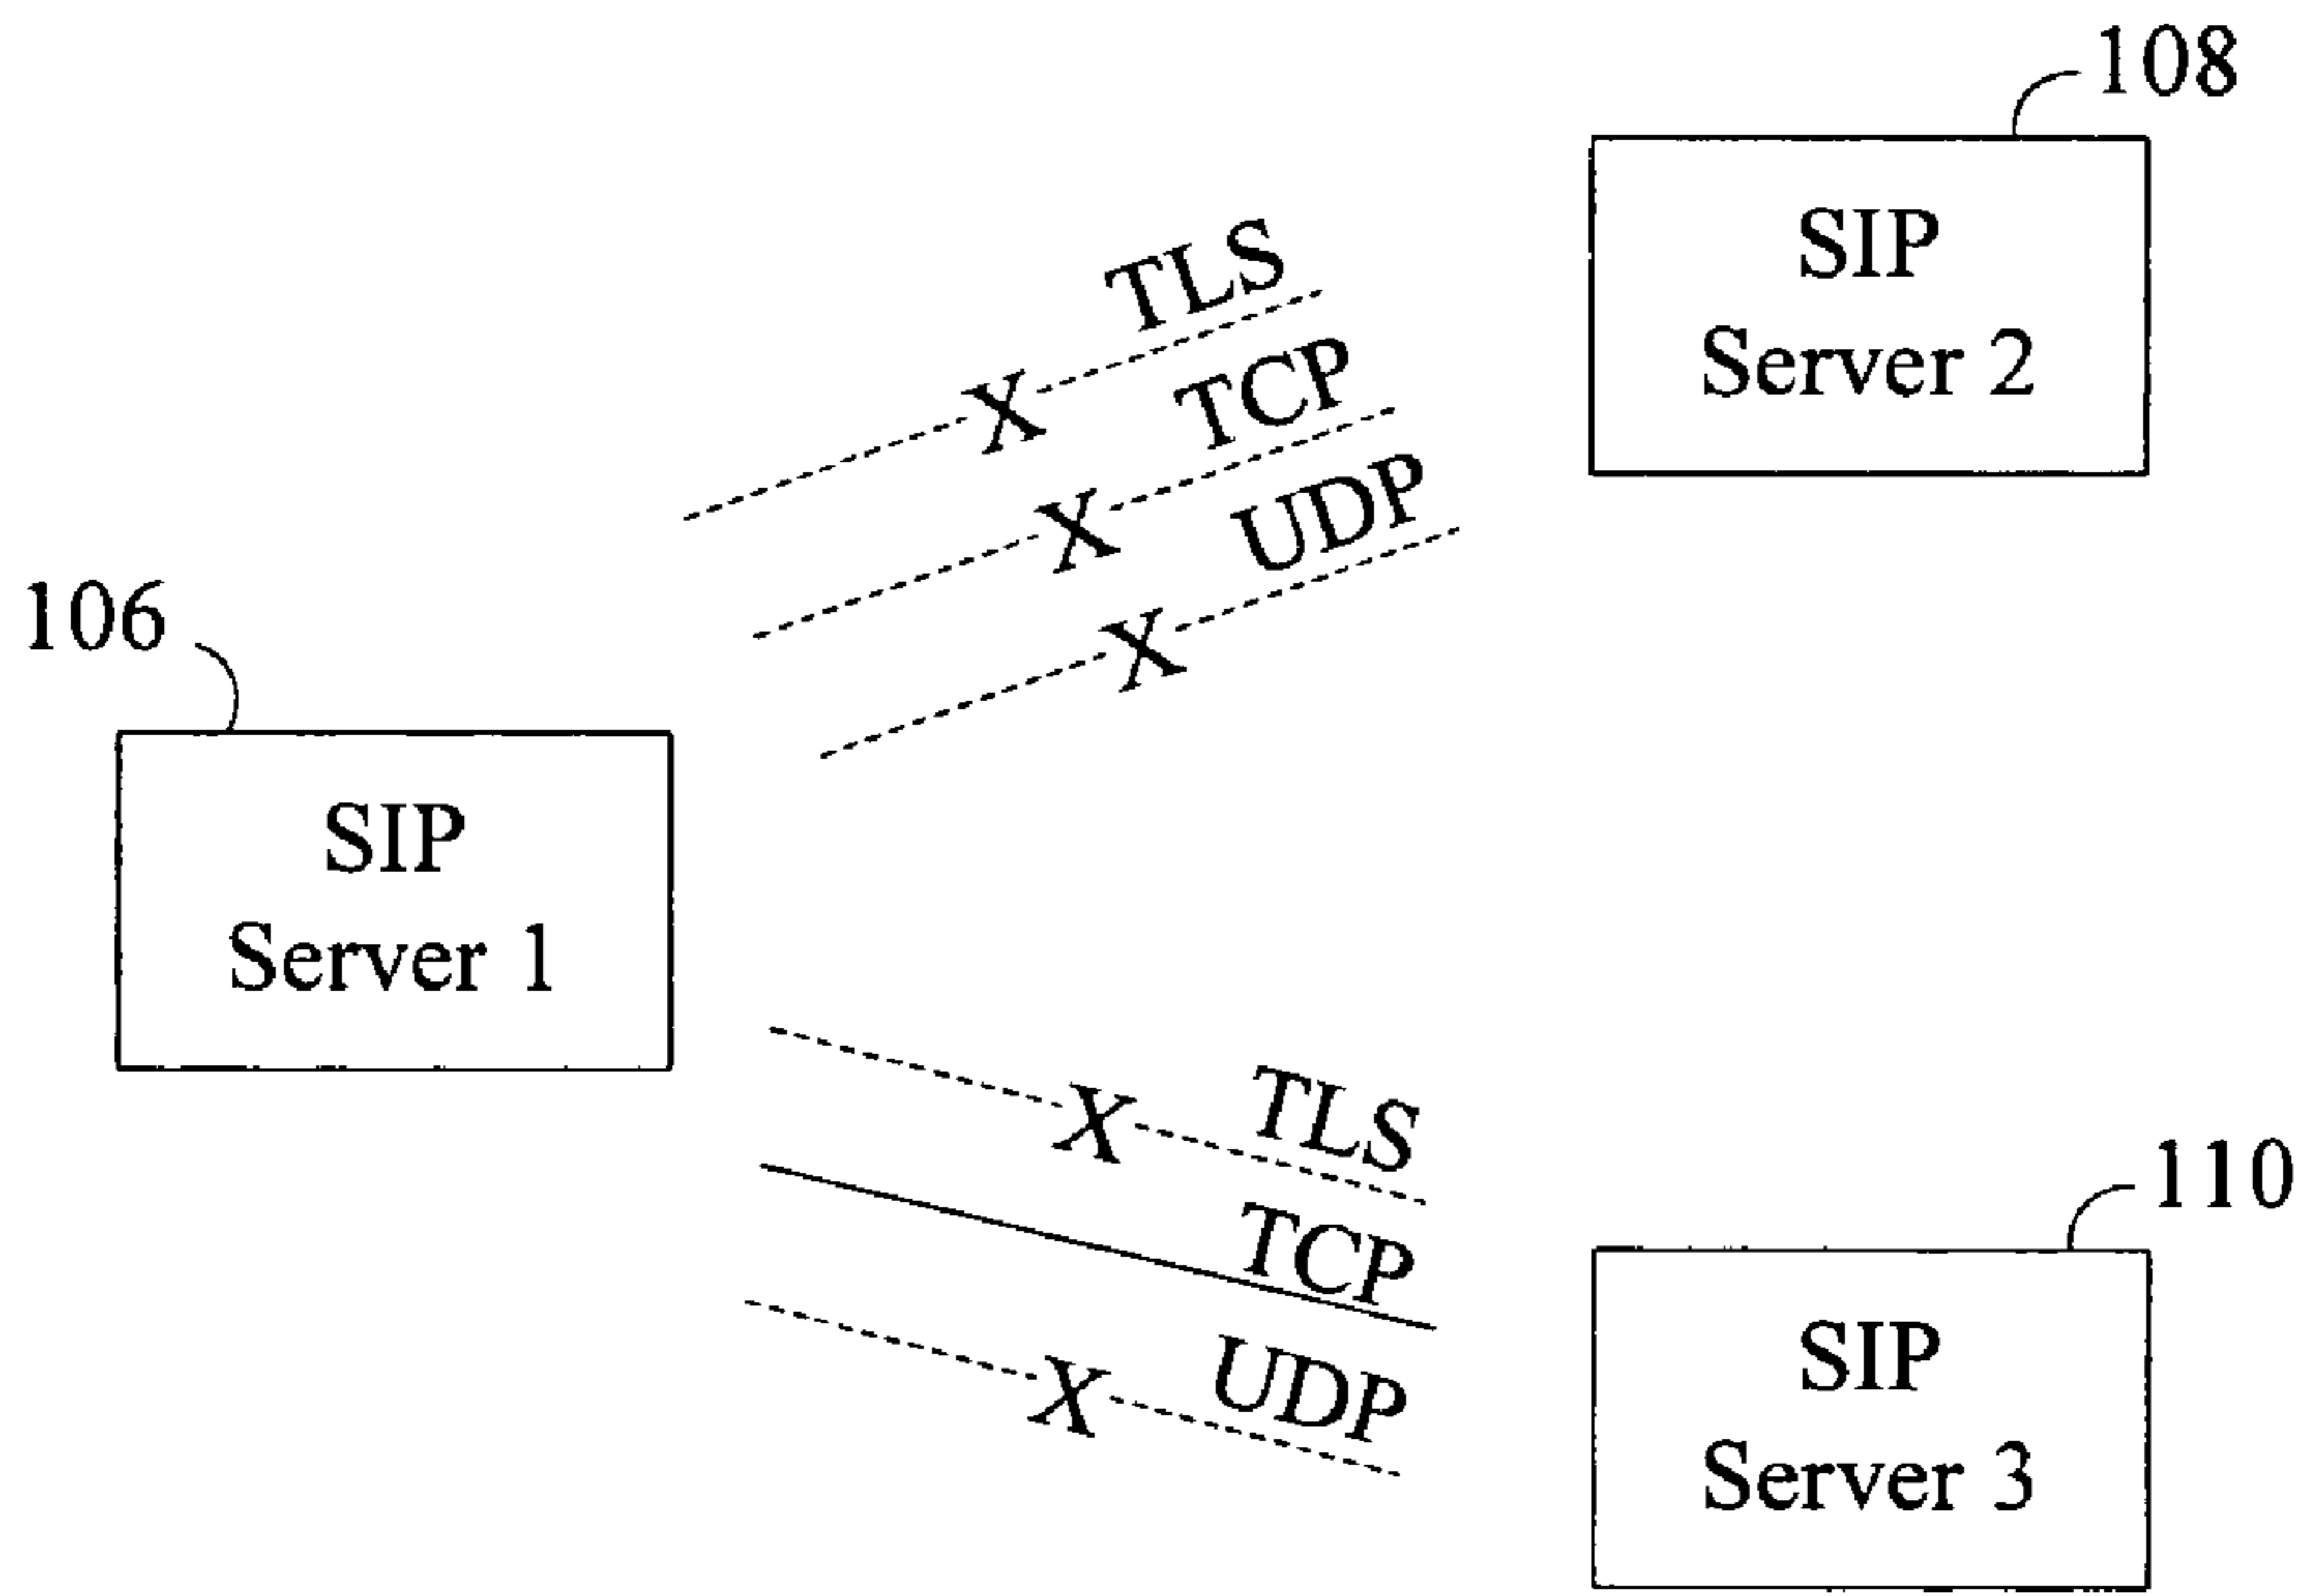 108
SIP
Server 2
TLS
X
TCP
X
UDP
X
106
SIP
Server 1
TLS
X
TCP
UDP
X
110
SIP
Server 3